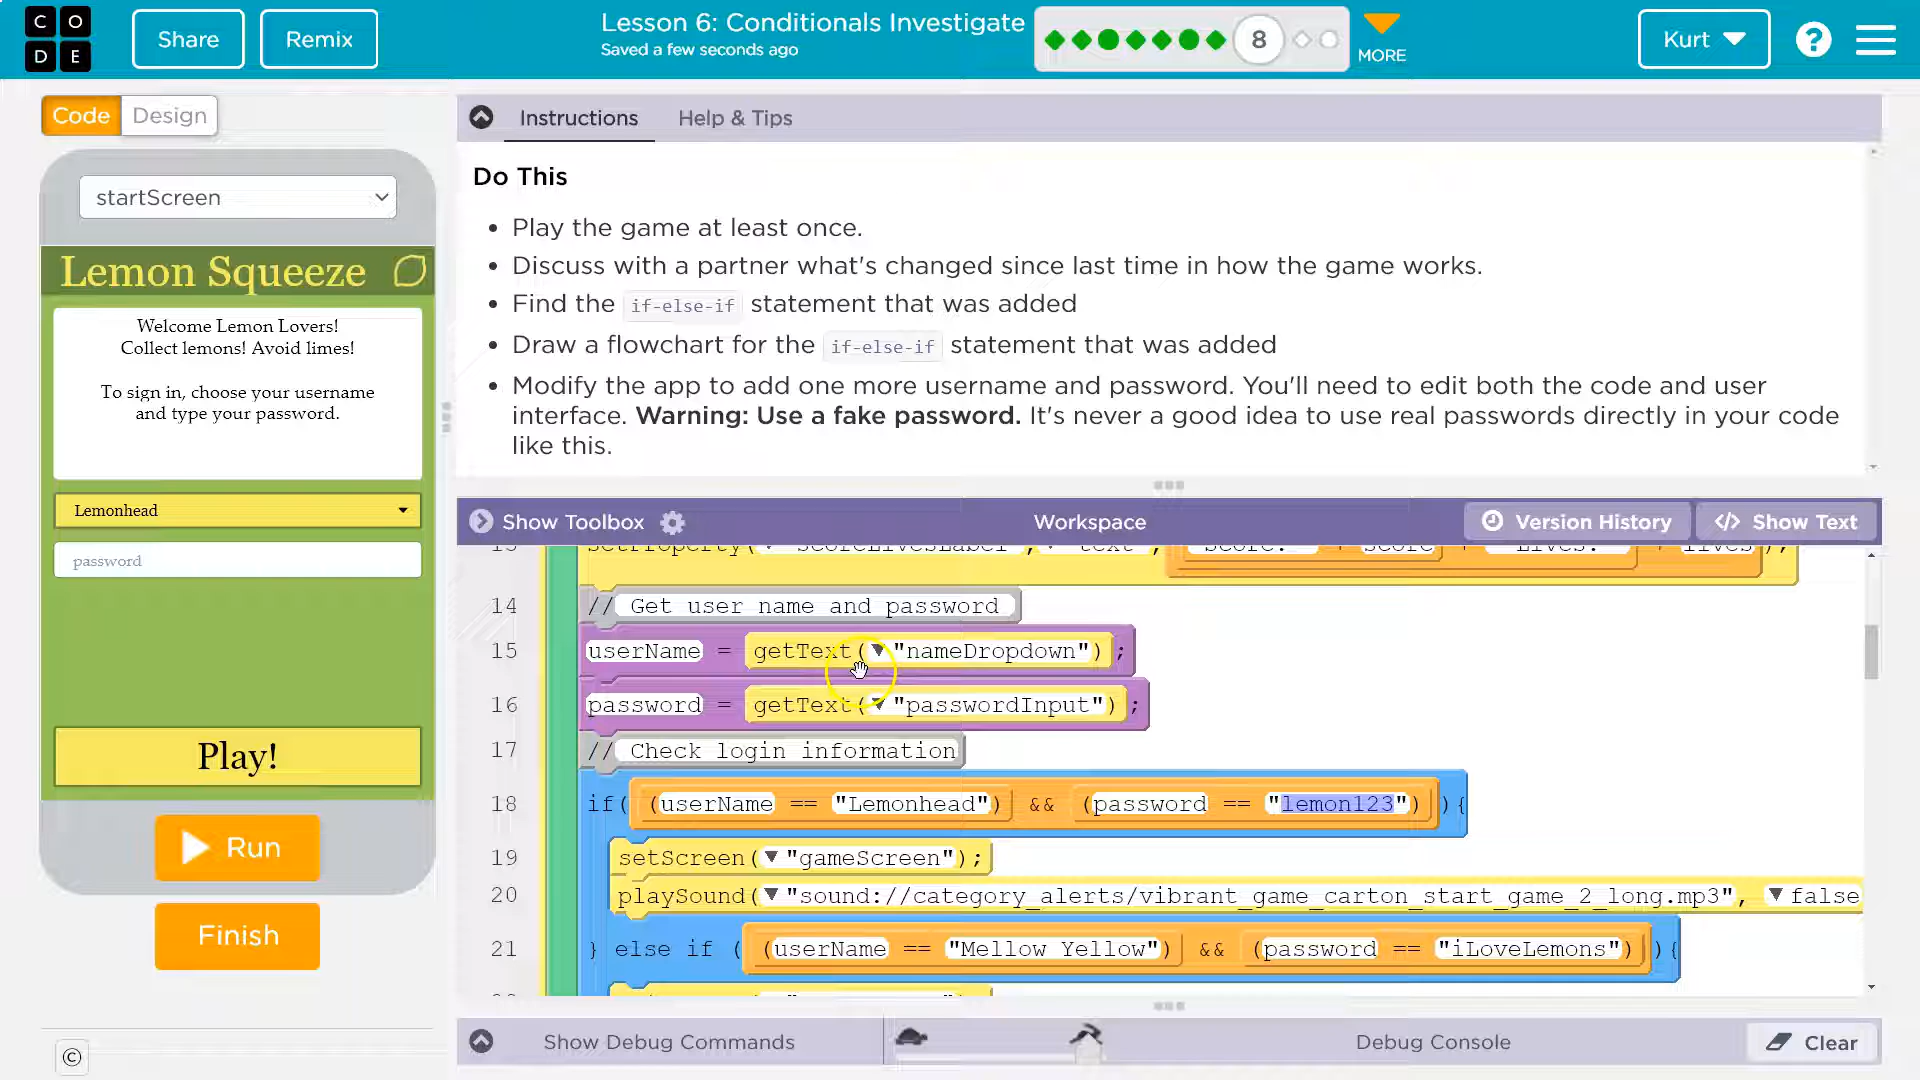 CODE
Share
Remix
Lesson 6: Conditionals Investigate
Saved a few seconds ago
8
MORE
Kurt
?
Code
Design
Instructions
Help & Tips
startScreen
Lemon Squeeze
Welcome Lemon Lovers!
Collect lemons! Avoid limes!
To sign in, choose your username
and type your password.
Lemonhead
password
Play!
Run
Finish
©
Do This
• Play the game at least once.
• Discuss with a partner what's changed since last time in how the game works.
• Find the if-else-if statement that was added
• Draw a flowchart for the if-else-if statement that was added
• Modify the app to add one more username and password. You'll need to edit both the code and user
interface. Warning: Use a fake password. It's never a good idea to use real passwords directly in your code
like this.
Show Toolbox
Workspace
Version History
</> Show Text
14 // Get user name and password
15 userName = getText(▼"nameDropdown");
16 password = getText(▼"passwordInput");
17 // Check login information
18 if( (userName == "Lemonhead") && (password == "lemon123") ){
19 setScreen(▼"gameScreen");
20 playSound(▼"sound://category_alerts/vibrant_game_carton_start_game_2_long.mp3", ▼false
21 } else if ( (userName == "Mellow Yellow") && (password == "iLoveLemons") ){
Show Debug Commands
Debug Console
Clear